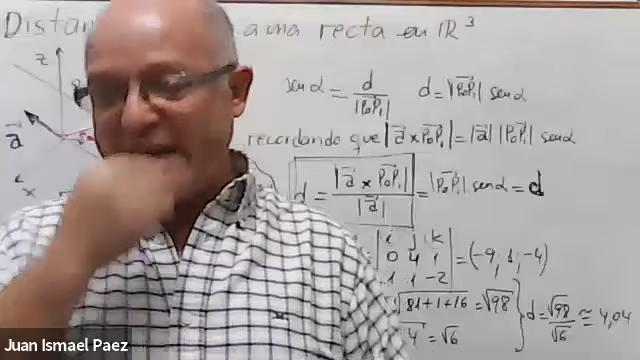 Distan a una recta en IR³
z
sen α = d / |P₀P₁| d = |P₀P₁| sen α
a
recordando que |a x P₀P₁| = |a| |P₀P₁| sen α
x
d = |a x P₀P₁| / |a| = |P₀P₁| sen α = d
= | i j k | = (-9, 1, -4)
0 4 1
1 1 -2
√81+1+16 = √98 } d = √98 / √6 ≅ 4,04
4 = √6
Juan Ismael Paez